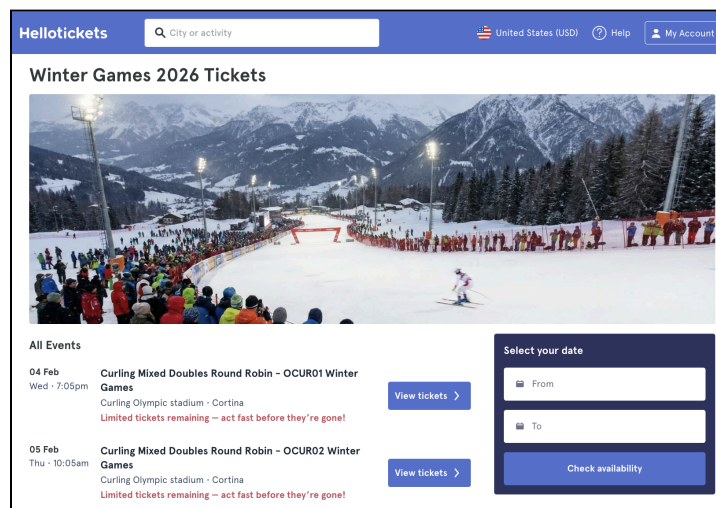 Hellotickets
City or activity
United States (USD)
Help
My Account
Winter Games 2026 Tickets
All Events
04 Feb
Wed · 7:05pm
Curling Mixed Doubles Round Robin - OCUR01 Winter
Games
Curling Olympic stadium · Cortina
Limited tickets remaining — act fast before they're gone!
View tickets
05 Feb
Thu · 10:05am
Curling Mixed Doubles Round Robin - OCUR02 Winter
Games
Curling Olympic stadium · Cortina
Limited tickets remaining — act fast before they're gone!
View tickets
Select your date
From
To
Check availability